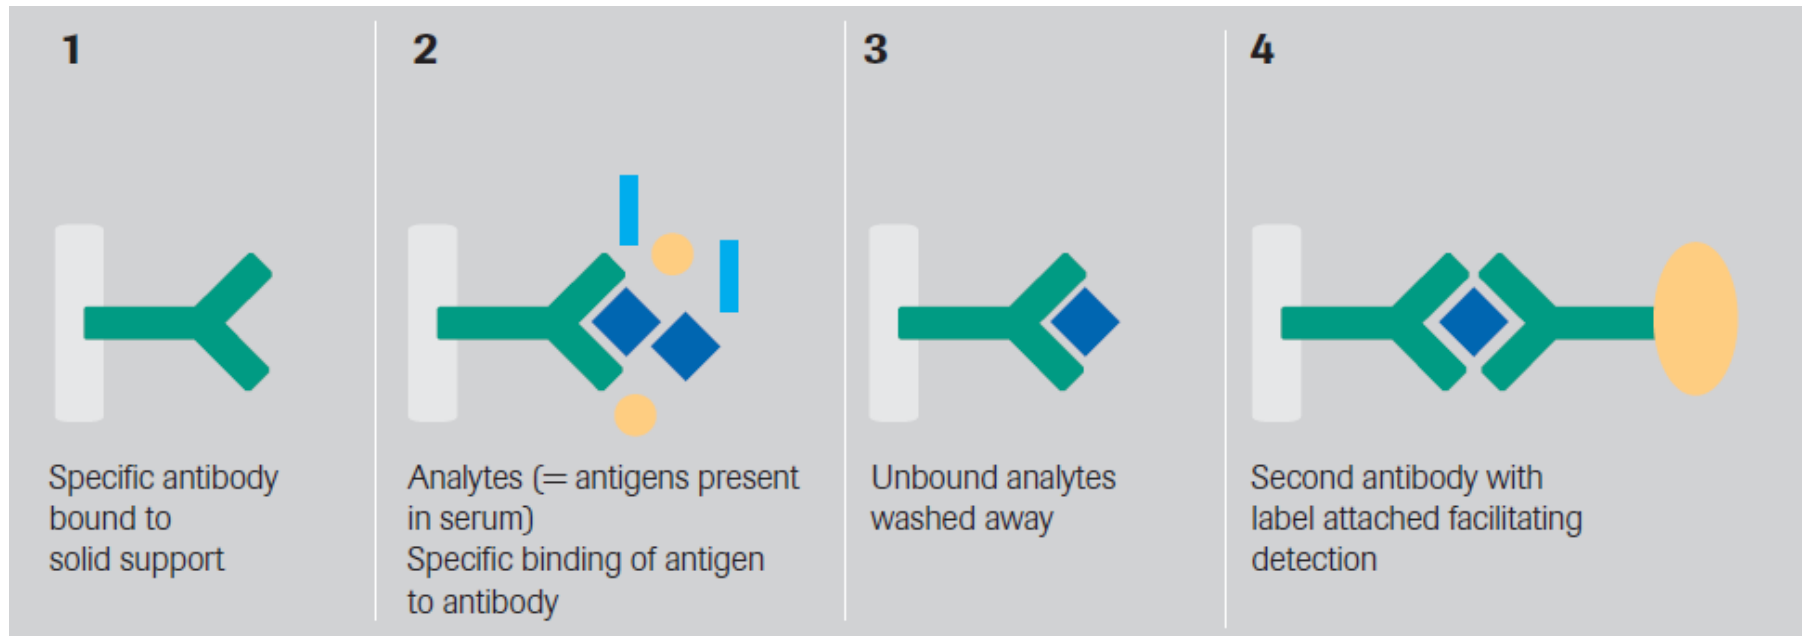 1
Specific antibody
bound to
solid support
2
Analytes (= antigens present
in serum)
Specific binding of antigen
to antibody
3
Unbound analytes
washed away
4
Second antibody with
label attached facilitating
detection